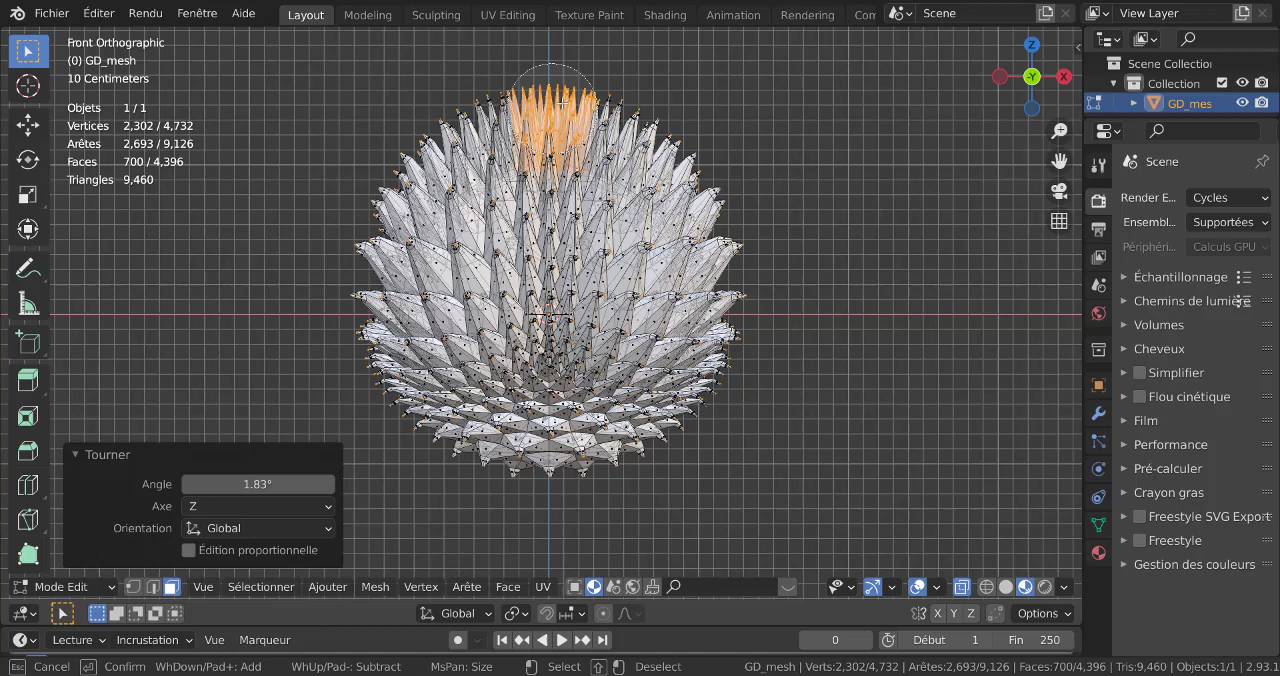 Fichier Éditer Rendu Fenêtre Aide Layout Modeling Sculpting UV Editing Texture Paint Shading Animation Rendering Scene View Layer
Front Orthographic
(0) GD_mesh
10 Centimeters
Objets 1 / 1
Vertices 2,302 / 4,732
Arêtes 2,693 / 9,126
Faces 700 / 4,396
Triangles 9,460
Z
X
-Y
Tourner
Angle 1.83°
Axe Z
Orientation Global
Édition proportionnelle
Scene Collection
Collection
GD_mes
Scene
Render E... Cycles
Ensembl... Supportées
Périphéri... Calculs GPU
Échantillonnage
Chemins de lumière
Volumes
Cheveux
Simplifier
Flou cinétique
Film
Performance
Pré-calculer
Crayon gras
Freestyle SVG Export
Freestyle
Gestion des couleurs
Mode Edit Vue Sélectionner Ajouter Mesh Vertex Arête Face UV
Global X Y Z Options
Lecture Incrustation Vue Marqueur 0 Début 1 Fin 250
Esc Cancel Confirm WhDown/Pad+: Add WhUp/Pad-: Subtract MsPan: Size Select Deselect GD_mesh | Verts:2,302/4,732 | Arêtes:2,693/9,126 | Faces:700/4,396 | Tris:9,460 | Objects:1/1 | 2.93.1